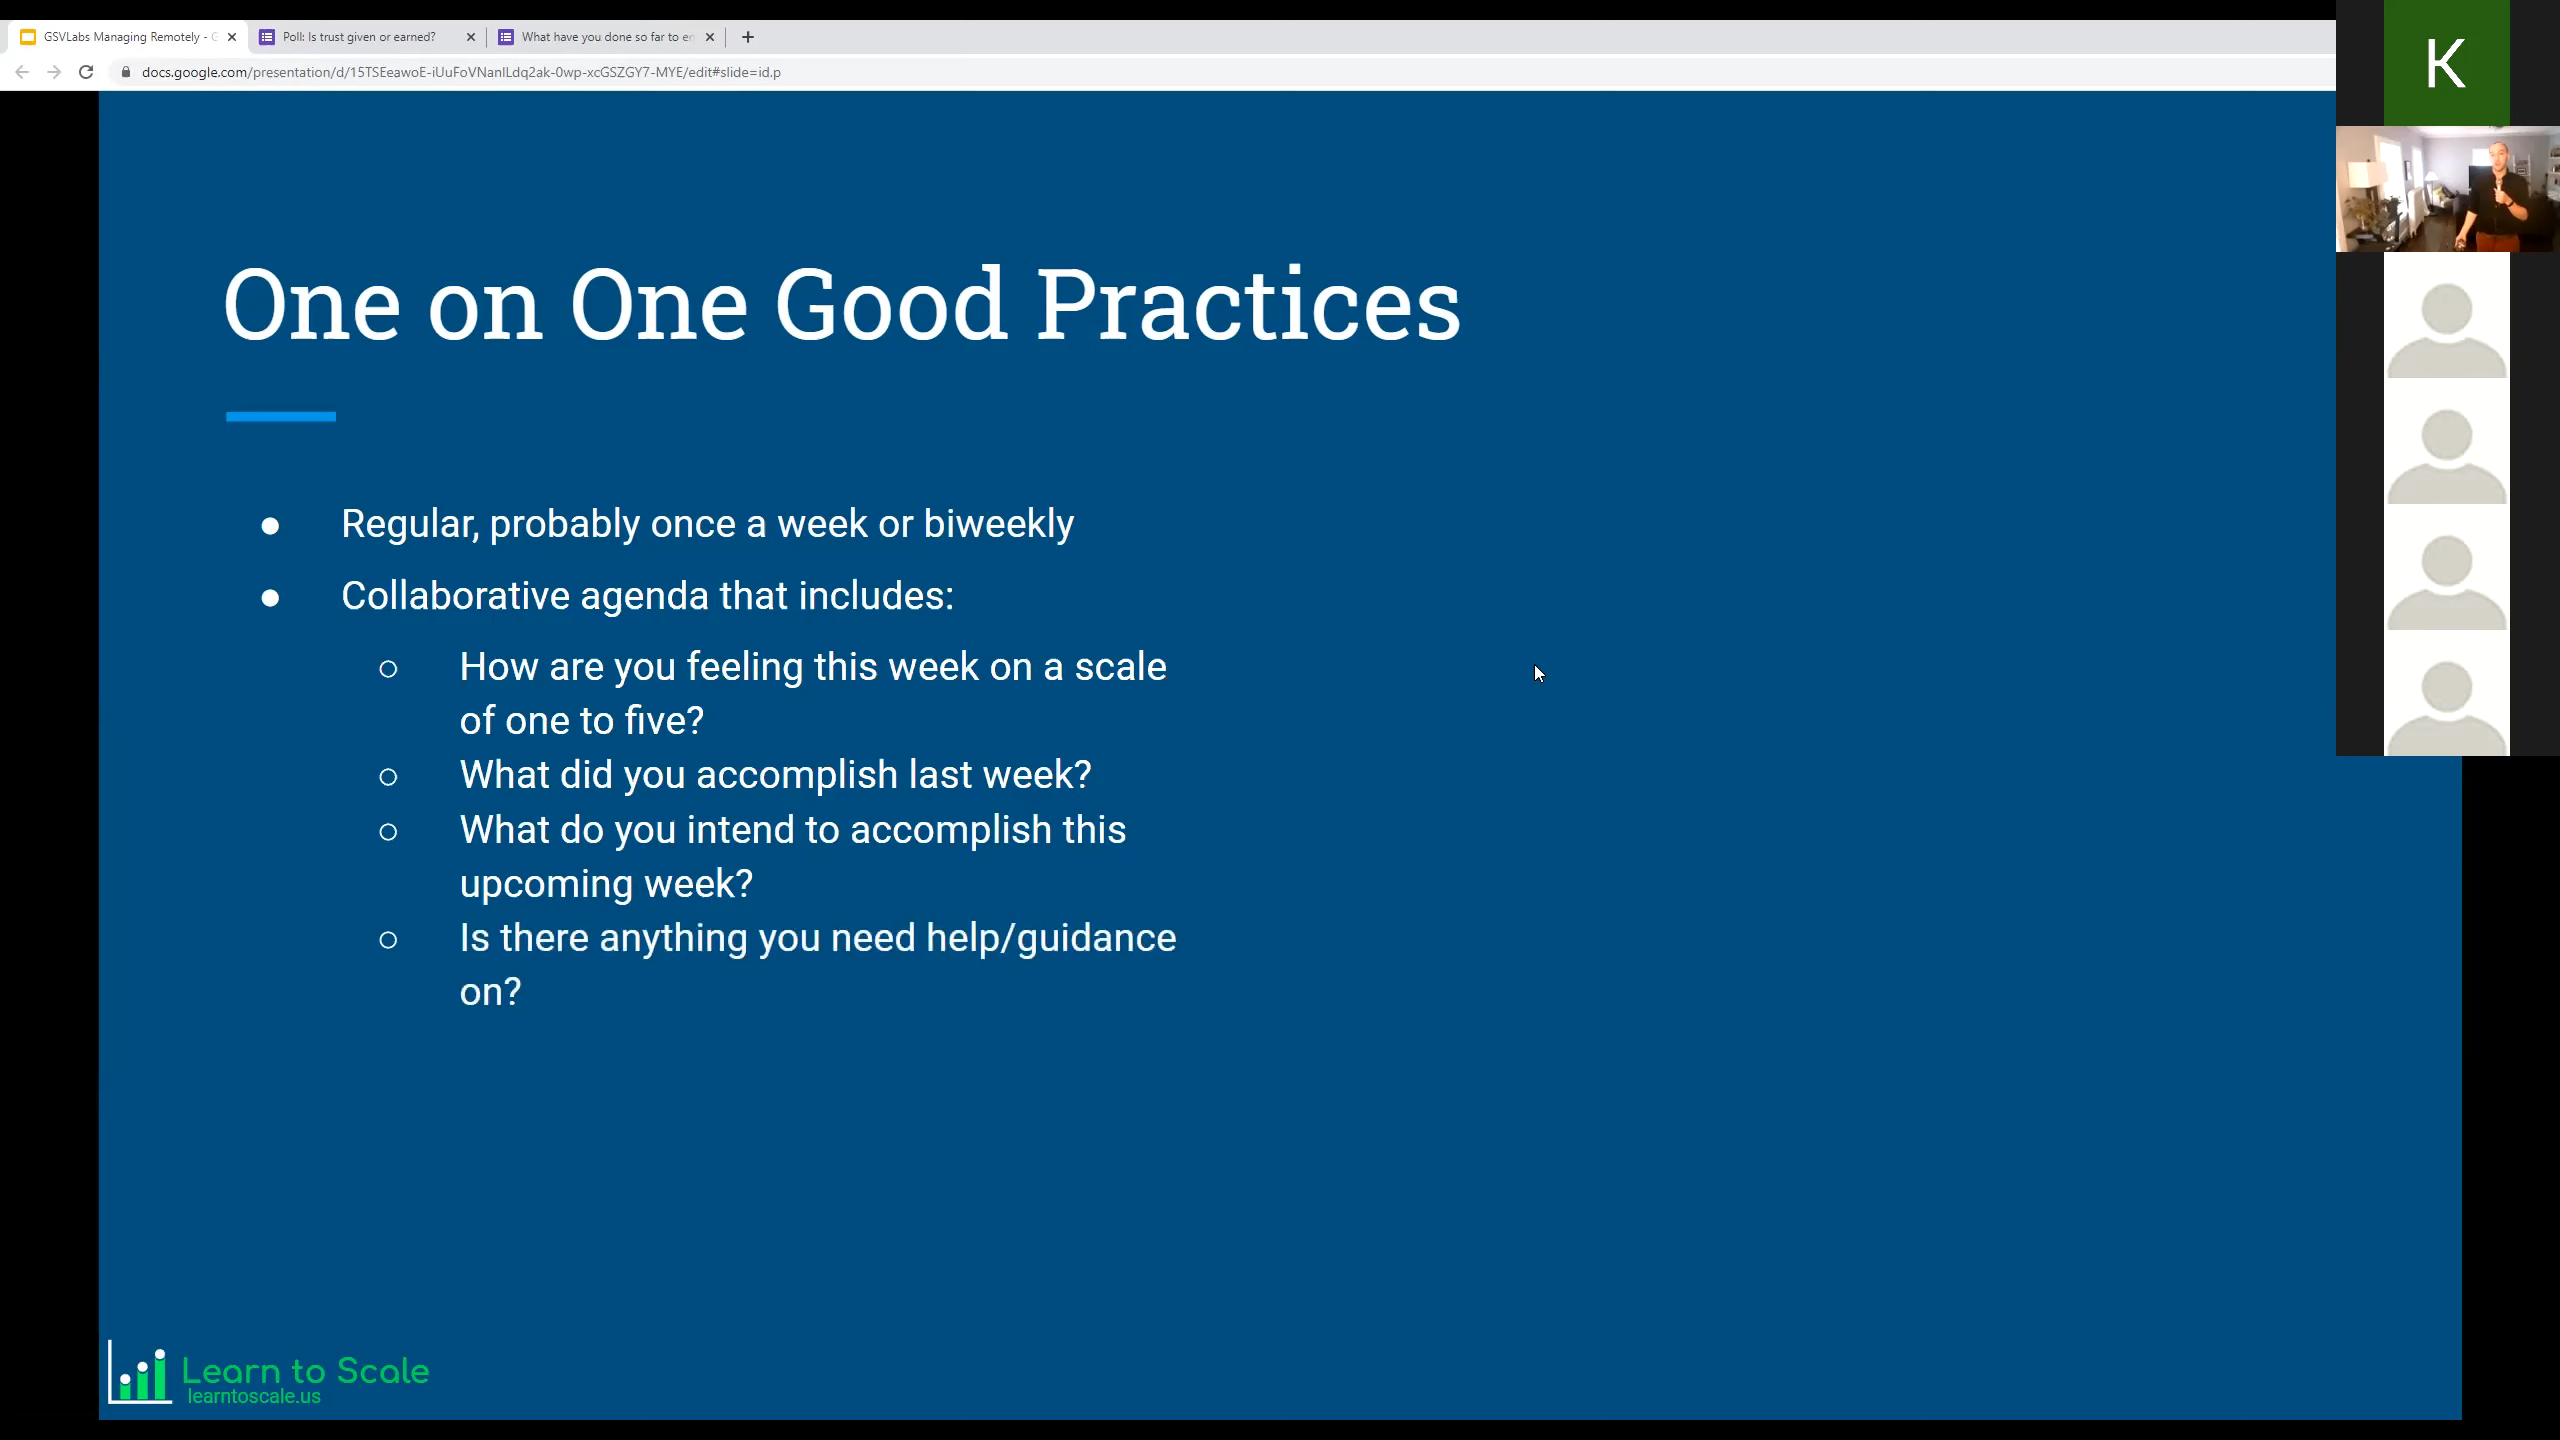 GSVLabs Managing Remotely - G
Poll: Is trust given or earned?
What have you done so far to en
docs.google.com/presentation/d/15TSEeawoE-iUuFoVNanlLdq2ak-0wp-xcGSZGY7-MYE/edit#slide=id.p
K
One on One Good Practices
● Regular, probably once a week or biweekly
● Collaborative agenda that includes:
○ How are you feeling this week on a scale
of one to five?
○ What did you accomplish last week?
○ What do you intend to accomplish this
upcoming week?
○ Is there anything you need help/guidance
on?
Learn to Scale
learntoscale.us